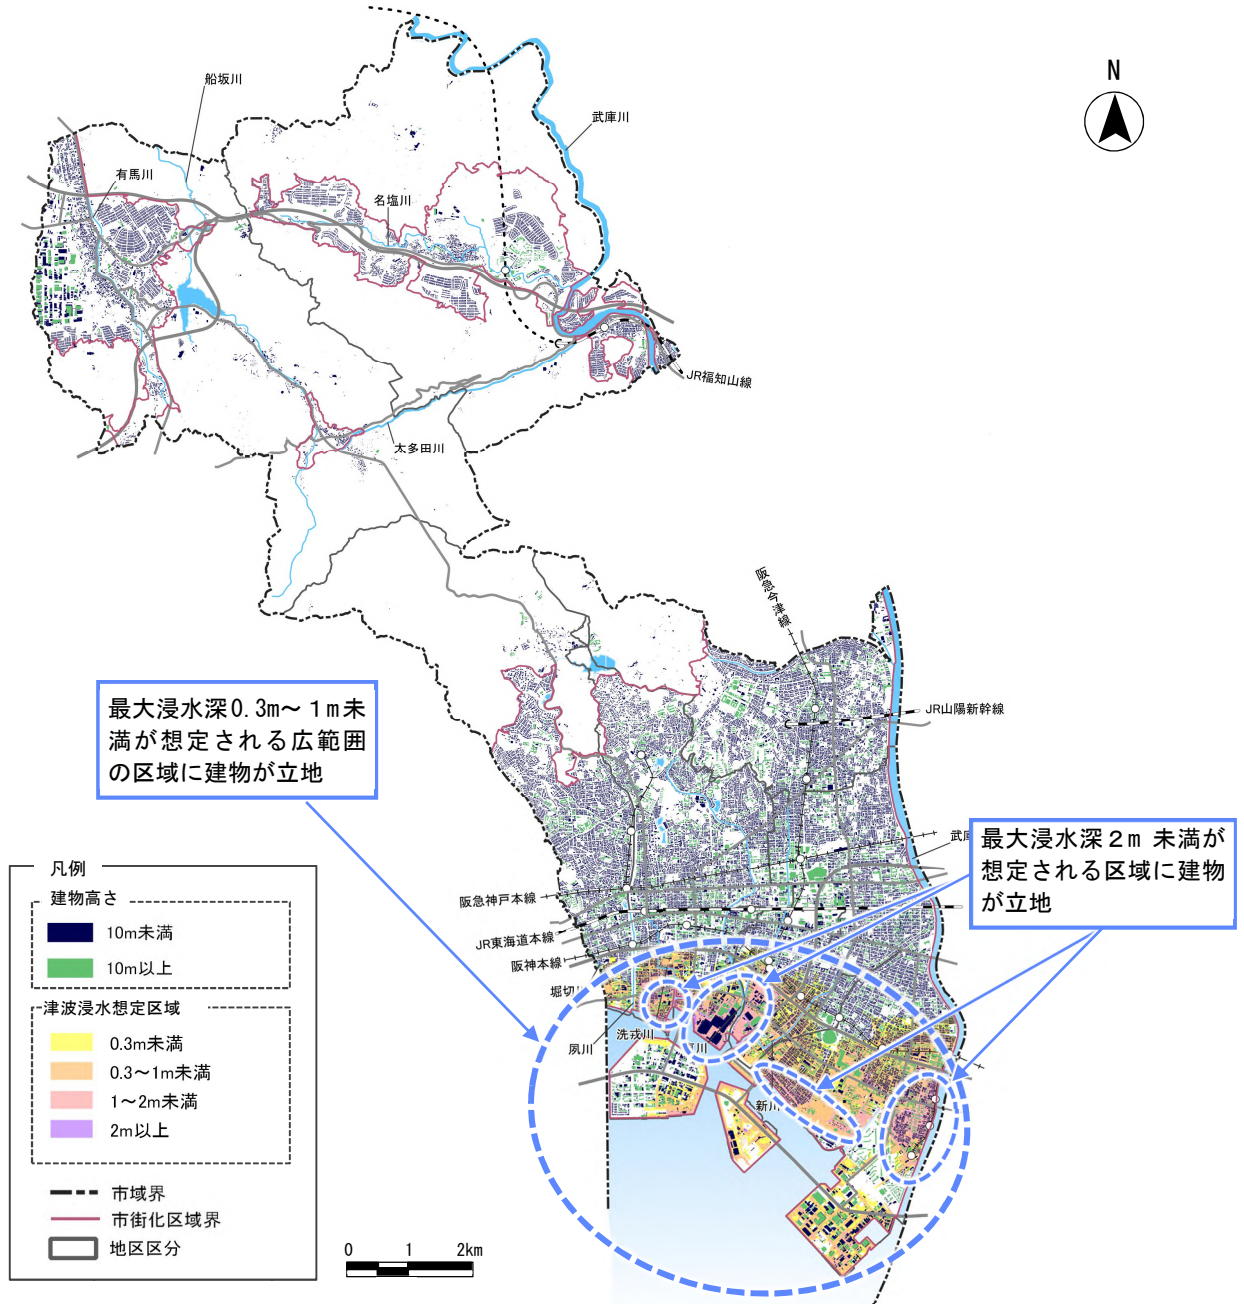 N
船坂川
武庫川
有馬川
名塩川
JR福知山線
太多田川
阪急今津線
JR山陽新幹線
最大浸水深0.3m～1m未
満が想定される広範囲
の区域に建物が立地
最大浸水深2m 未満が
想定される区域に建物
が立地
阪急神戸本線
JR東海道本線
阪神本線
堀切
夙川
洗戎川
川
新川
凡例
建物高さ
10m未満
10m以上
津波浸水想定区域
0.3m未満
0.3～1m未満
1～2m未満
2m以上
市域界
市街化区域界
地区区分
0 1 2km